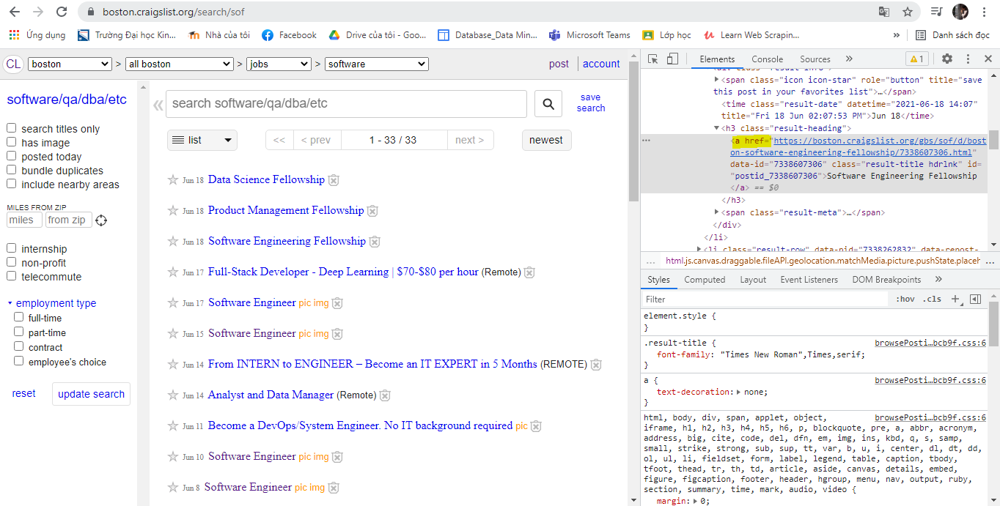 boston.craigslist.org/search/sof
Ứng dụng
Trường Đại học Kin...
Nhà của tôi
Facebook
Drive của tôi - Goo...
Database_Data Min...
Microsoft Teams
Lớp học
Learn Web Scrapin...
»
Danh sách đọc
CL boston > all boston > jobs > software
post account
software/qa/dba/etc
search titles only
has image
posted today
bundle duplicates
include nearby areas
MILES FROM ZIP
miles from zip
internship
non-profit
telecommute
employment type
full-time
part-time
contract
employee's choice
reset update search
« search software/qa/dba/etc
save
search
list << < prev 1 - 33 / 33 next > newest
Jun 18 Data Science Fellowship
Jun 18 Product Management Fellowship
Jun 18 Software Engineering Fellowship
Jun 17 Full-Stack Developer - Deep Learning | $70-$80 per hour (Remote)
Jun 17 Software Engineer pic img
Jun 15 Software Engineer pic img
Jun 14 From INTERN to ENGINEER – Become an IT EXPERT in 5 Months (REMOTE)
Jun 14 Analyst and Data Manager (Remote)
Jun 11 Become a DevOps/System Engineer. No IT background required pic
Jun 10 Software Engineer pic img
Jun 8 Software Engineer pic img
Elements Console Sources » 1
<div class="result-info">
<span class="icon icon-star" role="button" title="save
this post in your favorites list">…</span>
<time class="result-date" datetime="2021-06-18 14:07"
title="Fri 18 Jun 02:07:53 PM">Jun 18</time>
<h3 class="result-heading">
<a href="https://boston.craigslist.org/gbs/sof/d/bost
on-software-engineering-fellowship/7338607306.html"
data-id="7338607306" class="result-title hdrlnk" id=
"postid_7338607306">Software Engineering Fellowship
</a> == $0
</h3>
<span class="result-meta">…</span>
</div>
</li>
<li class="result-row" data-pid="7338262832" data-repost-
... html.js.canvas.draggable.fileAPI.geolocation.matchMedia.picture.pushState.placeh ...
Styles Computed Layout Event Listeners DOM Breakpoints »
Filter :hov .cls +
element.style {
}
.result-title { browsePosti…bcb9f.css:6
font-family: "Times New Roman",Times,serif;
}
a { browsePosti…bcb9f.css:6
text-decoration: none;
}
html, body, div, span, applet, object, browsePosti…bcb9f.css:6
iframe, h1, h2, h3, h4, h5, h6, p, blockquote, pre, a, abbr, acronym,
address, big, cite, code, del, dfn, em, img, ins, kbd, q, s, samp,
small, strike, strong, sub, sup, tt, var, b, u, i, center, dl, dt, dd,
ol, ul, li, fieldset, form, label, legend, table, caption, tbody,
tfoot, thead, tr, th, td, article, aside, canvas, details, embed,
figure, figcaption, footer, header, hgroup, menu, nav, output, ruby,
section, summary, time, mark, audio, video {
margin: 0;